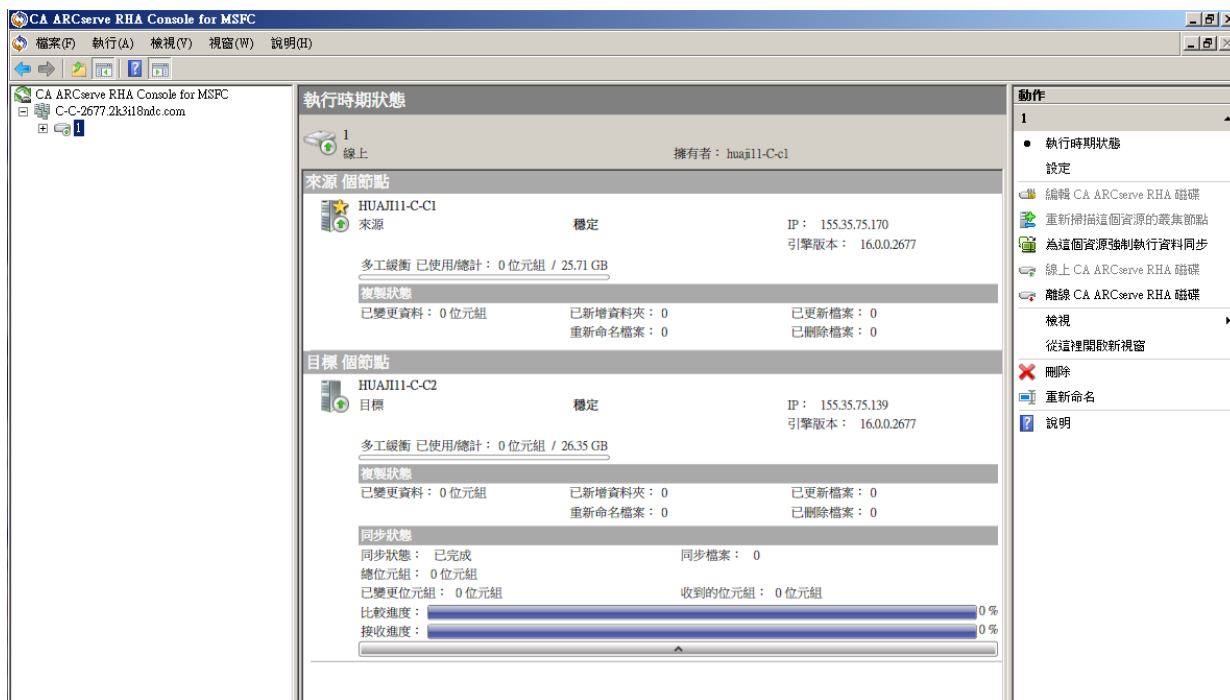 CA ARCserve RHA Console for MSFC
檔案(F) 執行(A) 檢視(V) 視窗(W) 說明(H)
CA ARCserve RHA Console for MSFC
C-C-2677.2k3i18ndc.com
1
執行時期狀態
1
線上 擁有者： huaji11-C-c1
來源 個節點
HUAJI11-C-C1
來源 穩定 IP： 155.35.75.170
引擎版本： 16.0.0.2677
多工緩衝 已使用/總計： 0 位元組 / 25.71 GB
複製狀態
已變更資料： 0 位元組 已新增資料夾： 0 已更新檔案： 0
重新命名檔案： 0 已刪除檔案： 0
目標 個節點
HUAJI11-C-C2
目標 穩定 IP： 155.35.75.139
引擎版本： 16.0.0.2677
多工緩衝 已使用/總計： 0 位元組 / 26.35 GB
複製狀態
已變更資料： 0 位元組 已新增資料夾： 0 已更新檔案： 0
重新命名檔案： 0 已刪除檔案： 0
同步狀態
同步狀態： 已完成 同步檔案： 0
總位元組： 0 位元組
已變更位元組： 0 位元組 收到的位元組： 0 位元組
比較進度： 0 %
接收進度： 0 %
動作
1
執行時期狀態
設定
編輯 CA ARCserve RHA 磁碟
重新掃描這個資源的叢集節點
為這個資源強制執行資料同步
線上 CA ARCserve RHA 磁碟
離線 CA ARCserve RHA 磁碟
檢視
從這裡開啟新視窗
刪除
重新命名
說明